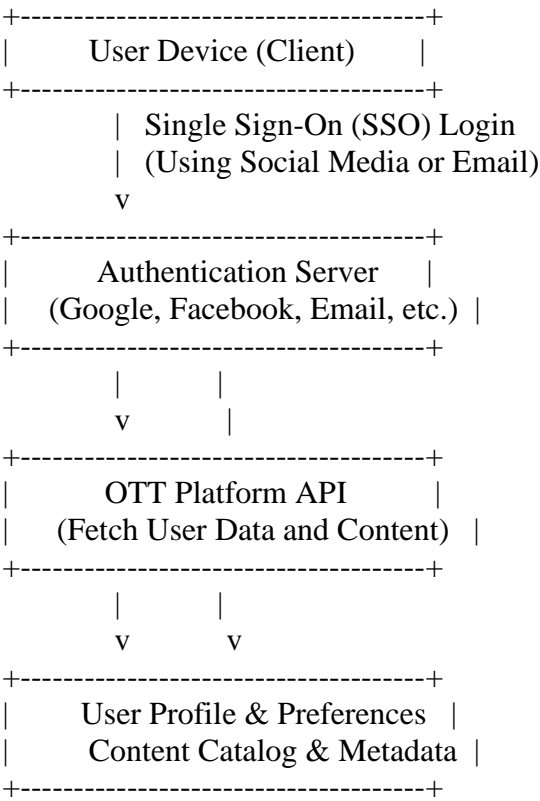 +--------------------------------------+
|        User Device (Client)        |
+--------------------------------------+
          |  Single Sign-On (SSO) Login
          |  (Using Social Media or Email)
          v
+--------------------------------------+
|         Authentication Server     |
|    (Google, Facebook, Email, etc.)  |
+--------------------------------------+
          |          |
          v         |
+--------------------------------------+
|          OTT Platform API         |
|     (Fetch User Data and Content)   |
+--------------------------------------+
          |          |
          v         v
+--------------------------------------+
|       User Profile & Preferences   |
|        Content Catalog & Metadata  |
+--------------------------------------+